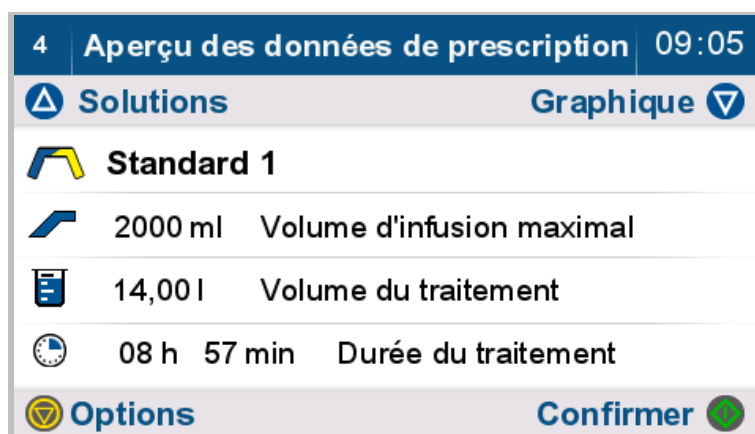 4 Aperçu des données de prescription 09:05
Solutions Graphique
Standard 1
2000 ml Volume d'infusion maximal
14,00 l Volume du traitement
08 h 57 min Durée du traitement
Options Confirmer